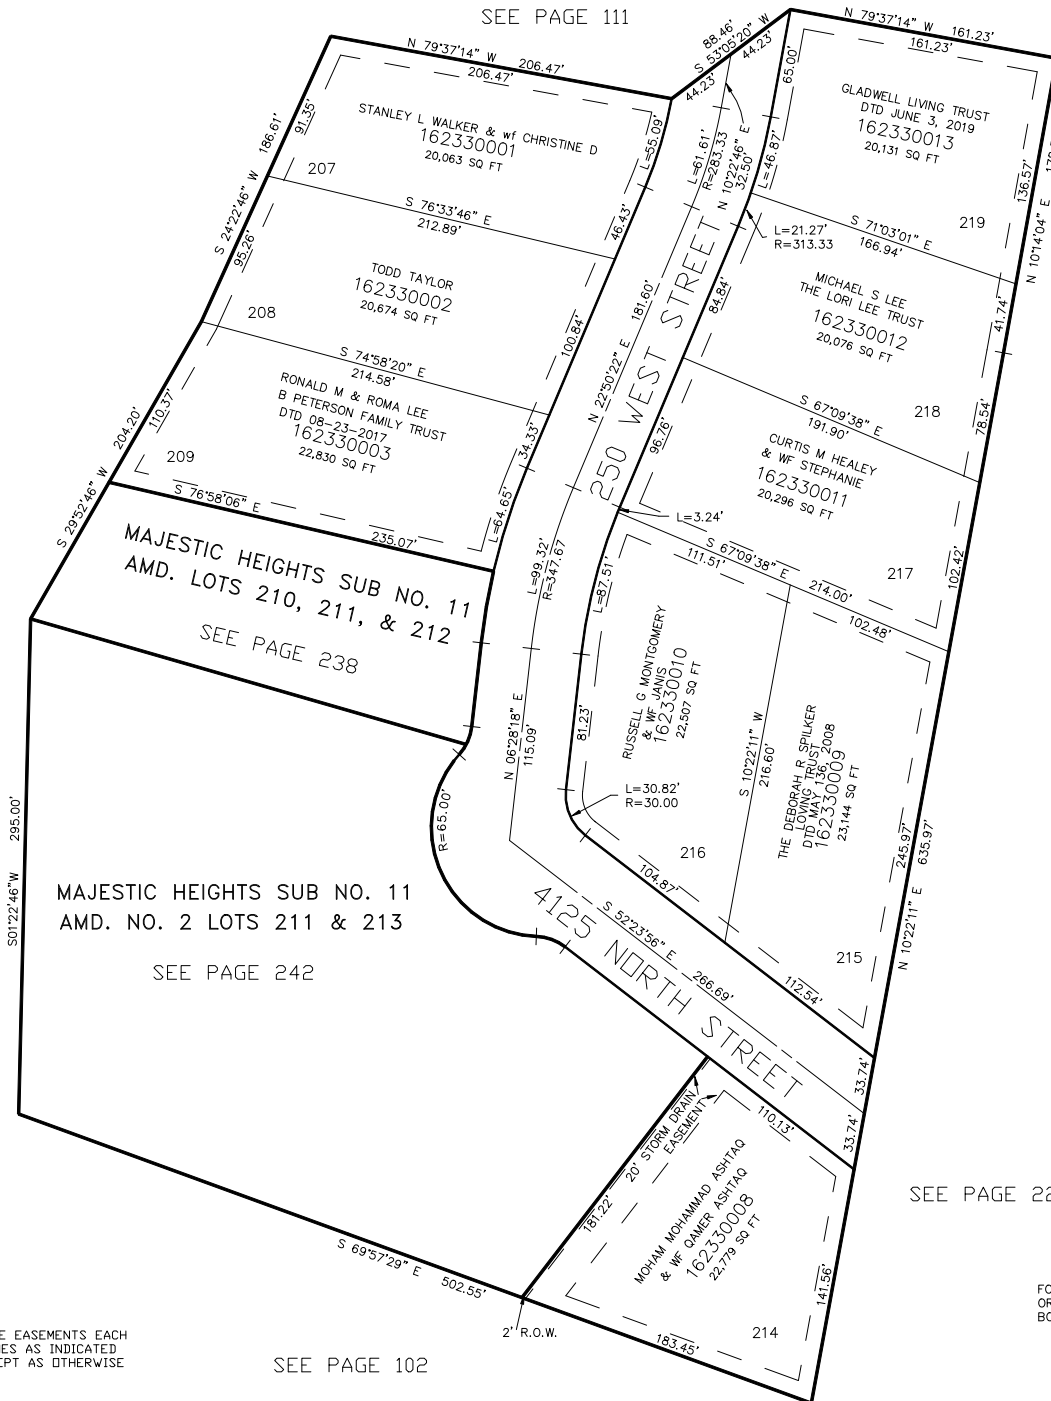 SEE PAGE 111
N 79°37'14" W 206.47'
206.47'
88.46'
S 53°05'20" W
44.23'
44.23'
N 79°37'14" W 161.23'
161.23'
STANLEY L WALKER & wf CHRISTINE D
162330001
20,063 SQ FT
207
91.35'
186.61'
S 24°22'46" W
95.26'
L=55.09'
46.43'
S 76°33'46" E
212.89'
TODD TAYLOR
162330002
20,674 SQ FT
208
100.84'
S 74°58'20" E
214.58'
RONALD M & ROMA LEE
B PETERSON FAMILY TRUST
DTD 08-23-2017
162330003
22,830 SQ FT
209
110.37'
204.20'
S 29°52'46" W
34.33'
L=64.65'
S 76°58'06" E
235.07'
65.00'
L=46.87'
L=61.61'
R=283.33
N 10°22'46" E
32.50'
L=21.27'
R=313.33
GLADWELL LIVING TRUST
DTD JUNE 3, 2019
162330013
20,131 SQ FT
219
136.57'
N 10°14'04" E
S 71°03'01" E
166.94'
MICHAEL S LEE
THE LORI LEE TRUST
162330012
20,076 SQ FT
218
84.84'
41.74'
78.54'
S 67°09'38" E
191.90'
CURTIS M HEALEY
& WF STEPHANIE
162330011
20,296 SQ FT
217
96.76'
102.42'
250 WEST STREET
181.60'
N 22°50'22" E
L=3.24'
S 67°09'38" E
214.00'
111.51'
102.48'
L=99.32'
R=347.67
L=87.51'
MAJESTIC HEIGHTS SUB NO. 11
AMD. LOTS 210, 211, & 212
SEE PAGE 238
RUSSELL G MONTGOMERY
& WF JANIS
162330010
22,507 SQ FT
216
81.23'
N 06°28'18" E
115.09'
S 10°22'11" W
216.60'
THE DEBORAH R SPILKER
LOVING TRUST
DTD MAY 136, 2008
162330009
23,144 SQ FT
215
245.97'
635.97'
N 10°22'11" E
L=30.82'
R=30.00
R=65.00'
104.87'
112.54'
S01°22'46"W 295.00'
MAJESTIC HEIGHTS SUB NO. 11
AMD. NO. 2 LOTS 211 & 213
SEE PAGE 242
4125 NORTH STREET
S 52°23'56" E
266.69'
33.74'
33.74'
110.13'
20' STORM DRAIN
EASEMENT
181.22'
MOHAM MOHAMMAD ASHTAQ
& WF QAMER ASHTAQ
162330008
22,779 SQ FT
214
141.56'
183.45'
SEE PAGE 22
S 69°57'29" E 502.55'
2' R.O.W.
FO
OR
BO
E EASEMENTS EACH
ES AS INDICATED
EPT AS OTHERWISE
SEE PAGE 102